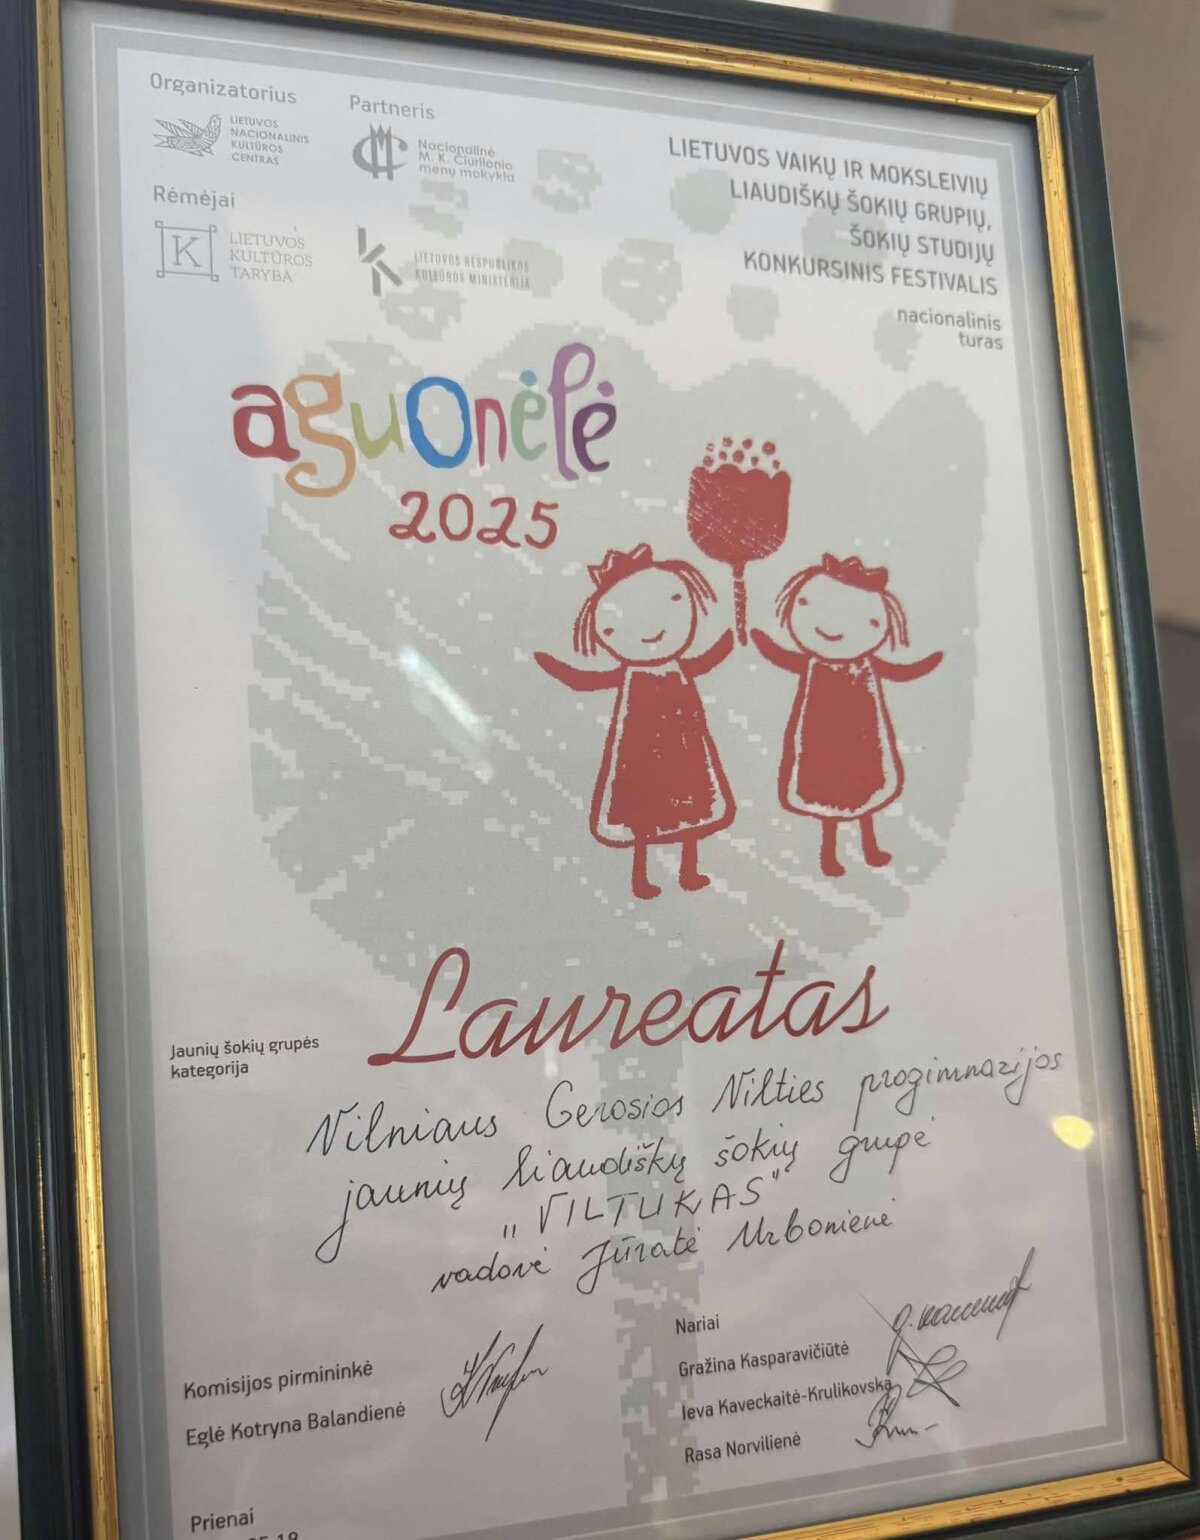 Organizatorius
LIETUVOS
NACIONALINIS
KULTŪROS
CENTRAS
Partneris
Nacionalinė
M. K. Čiurlionio
menų mokykla
Rėmėjai
K
LIETUVOS
KULTŪROS
TARYBA
LIETUVOS RESPUBLIKOS
KULTŪROS MINISTERIJA
LIETUVOS VAIKŲ IR MOKSLEIVIŲ
LIAUDIŠKŲ ŠOKIŲ GRUPIŲ,
ŠOKIŲ STUDIJŲ
KONKURSINIS FESTIVALIS
nacionalinis
turas
aguonėlė
2025
Laureatas
Jaunių šokių grupės
kategorija
Vilniaus Gerosios Vilties progimnazijos
jaunių liaudiškų šokių grupė
„VILTUKAS"
vadovė Jūratė Urbonienė
Komisijos pirmininkė
Eglė Kotryna Balandienė
Nariai
Gražina Kasparavičiūtė
Ieva Kaveckaitė-Krulikovska
Rasa Norvilienė
Prienai